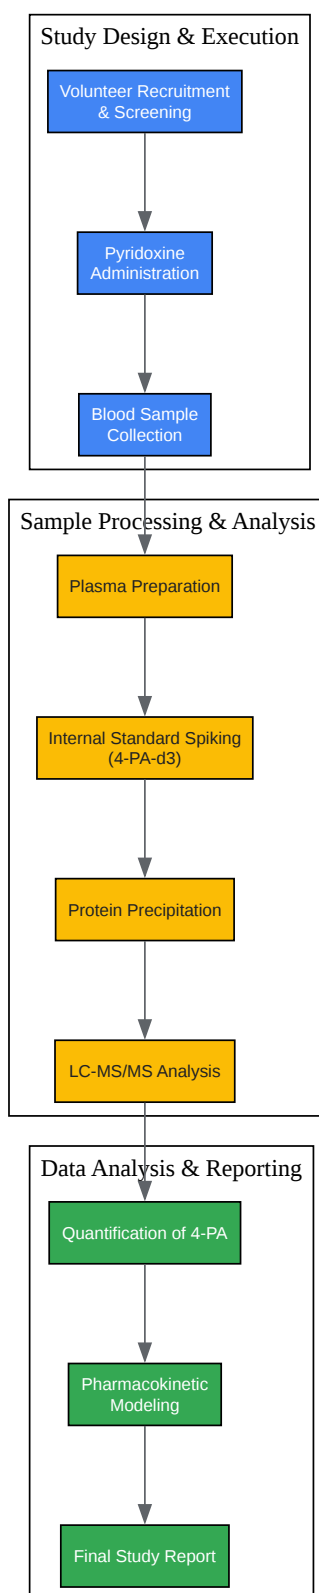 Study Design & Execution
Volunteer Recruitment
& Screening
Pyridoxine
Administration
Blood Sample
Collection
Sample Processing & Analysis
Plasma Preparation
Internal Standard Spiking
(4-PA-d3)
Protein Precipitation
LC-MS/MS Analysis
Data Analysis & Reporting
Quantification of 4-PA
Pharmacokinetic
Modeling
Final Study Report